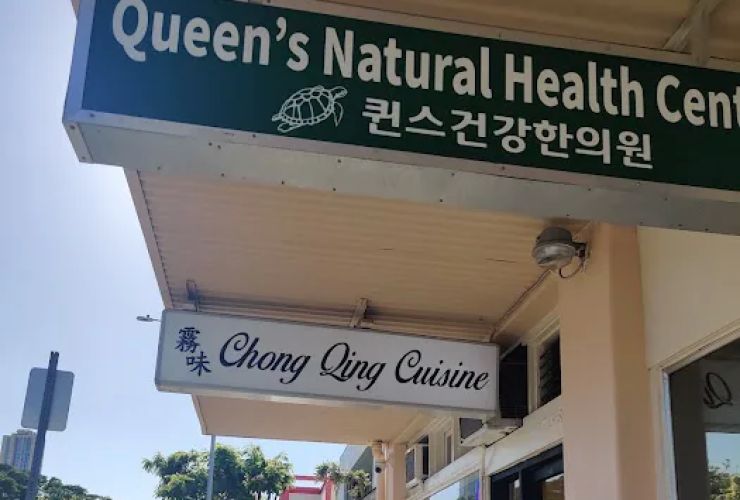 Queen's Natural Health Cent
퀸스건강한의원
霧味
Chong Qing Cuisine